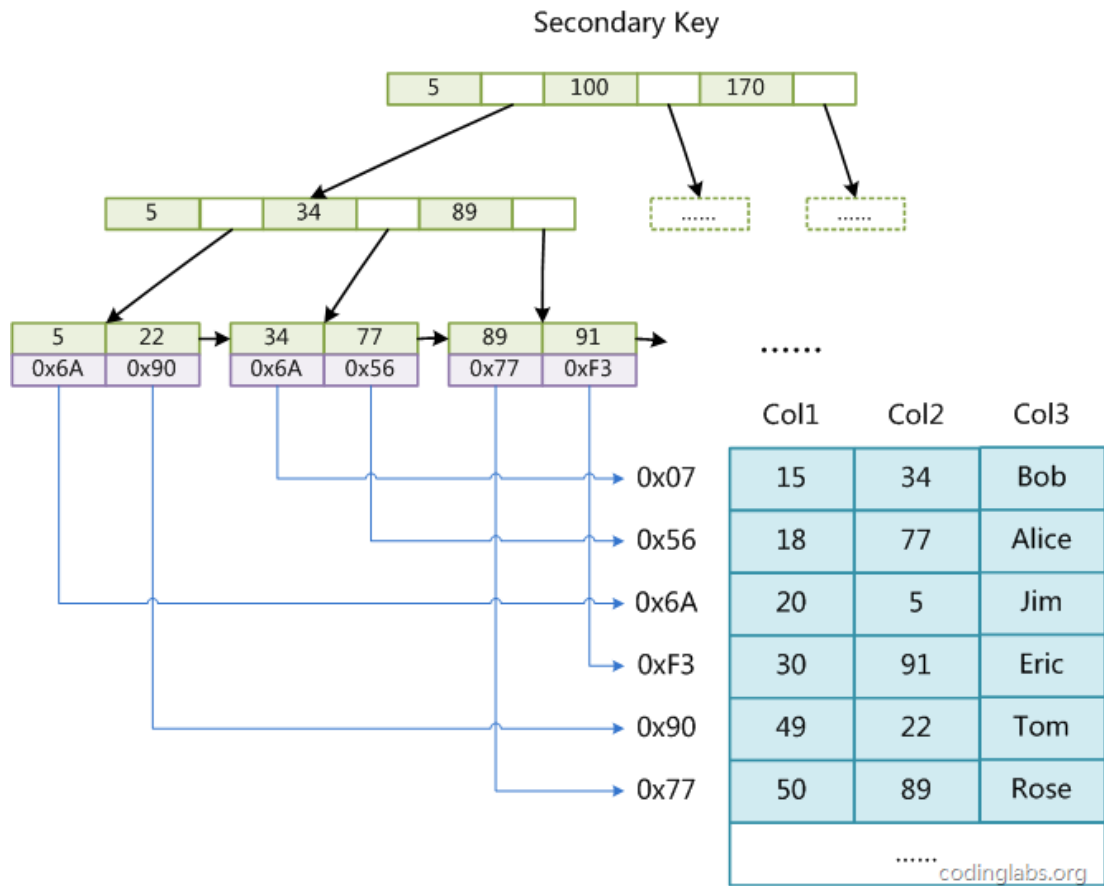 Secondary Key
5 100 170
5 34 89
...... ......
5 22 34 77 89 91
0x6A 0x90 0x6A 0x56 0x77 0xF3
......
Col1 Col2 Col3
0x07 15 34 Bob
0x56 18 77 Alice
0x6A 20 5 Jim
0xF3 30 91 Eric
0x90 49 22 Tom
0x77 50 89 Rose
......
codinglabs.org